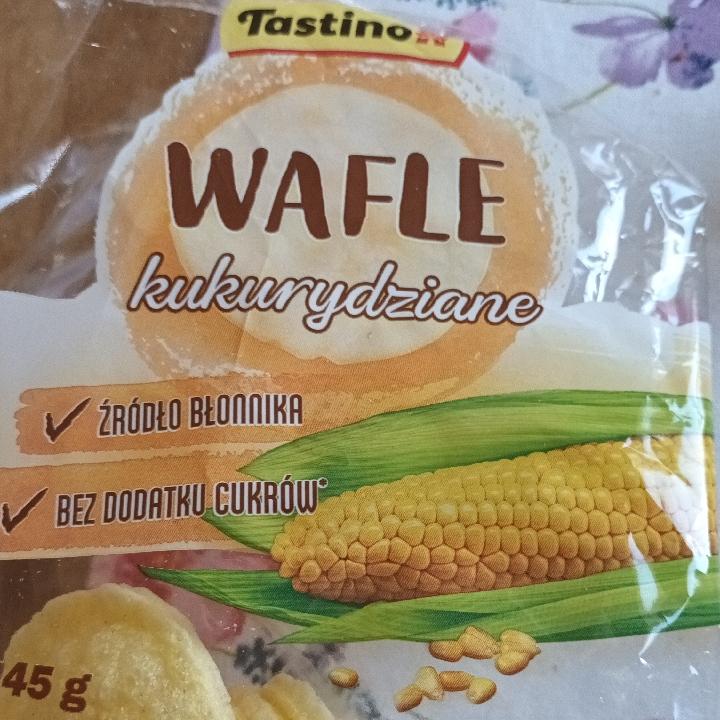 Tastino
WAFLE
kukurydziane
ŹRÓDŁO BŁONNIKA
BEZ DODATKU CUKRÓW*
45 g